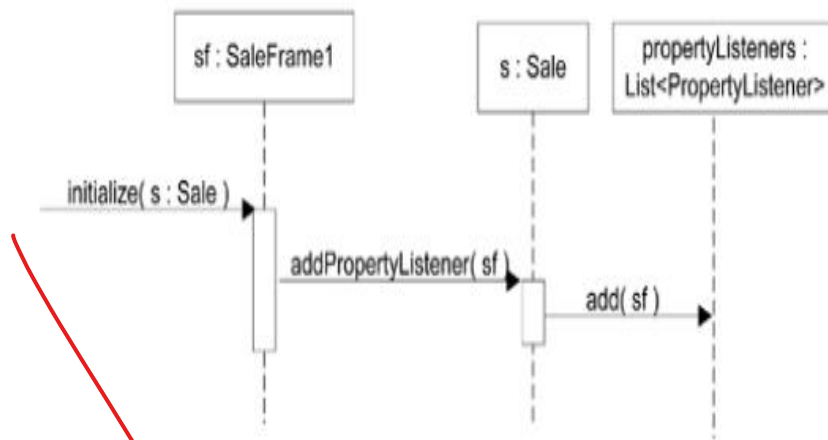 sf : SaleFrame1
s : Sale
propertyListeners :
List<PropertyListener>
initialize( s : Sale )
addPropertyListener( sf )
add( sf )